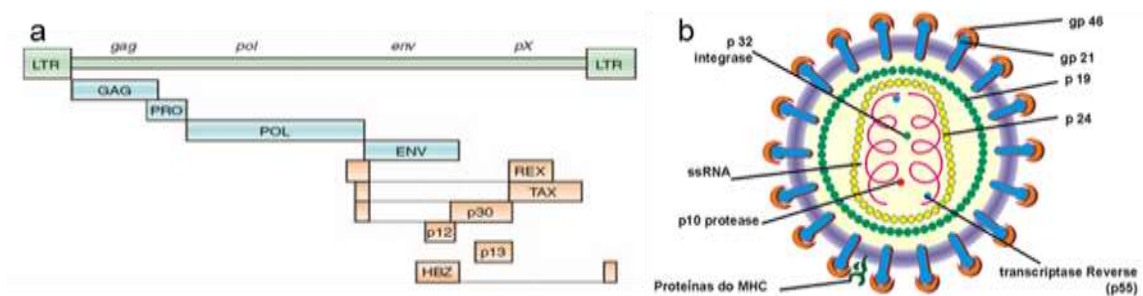 a
gag pol env pX
LTR LTR
GAG
PRO
POL
ENV
REX
TAX
p30
p12
p13
HBZ
b
p 32
Integrase
gp 46
gp 21
p 19
p 24
ssRNA
p10 protease
Proteínas do MHC
transcriptase Reverse
(p55)